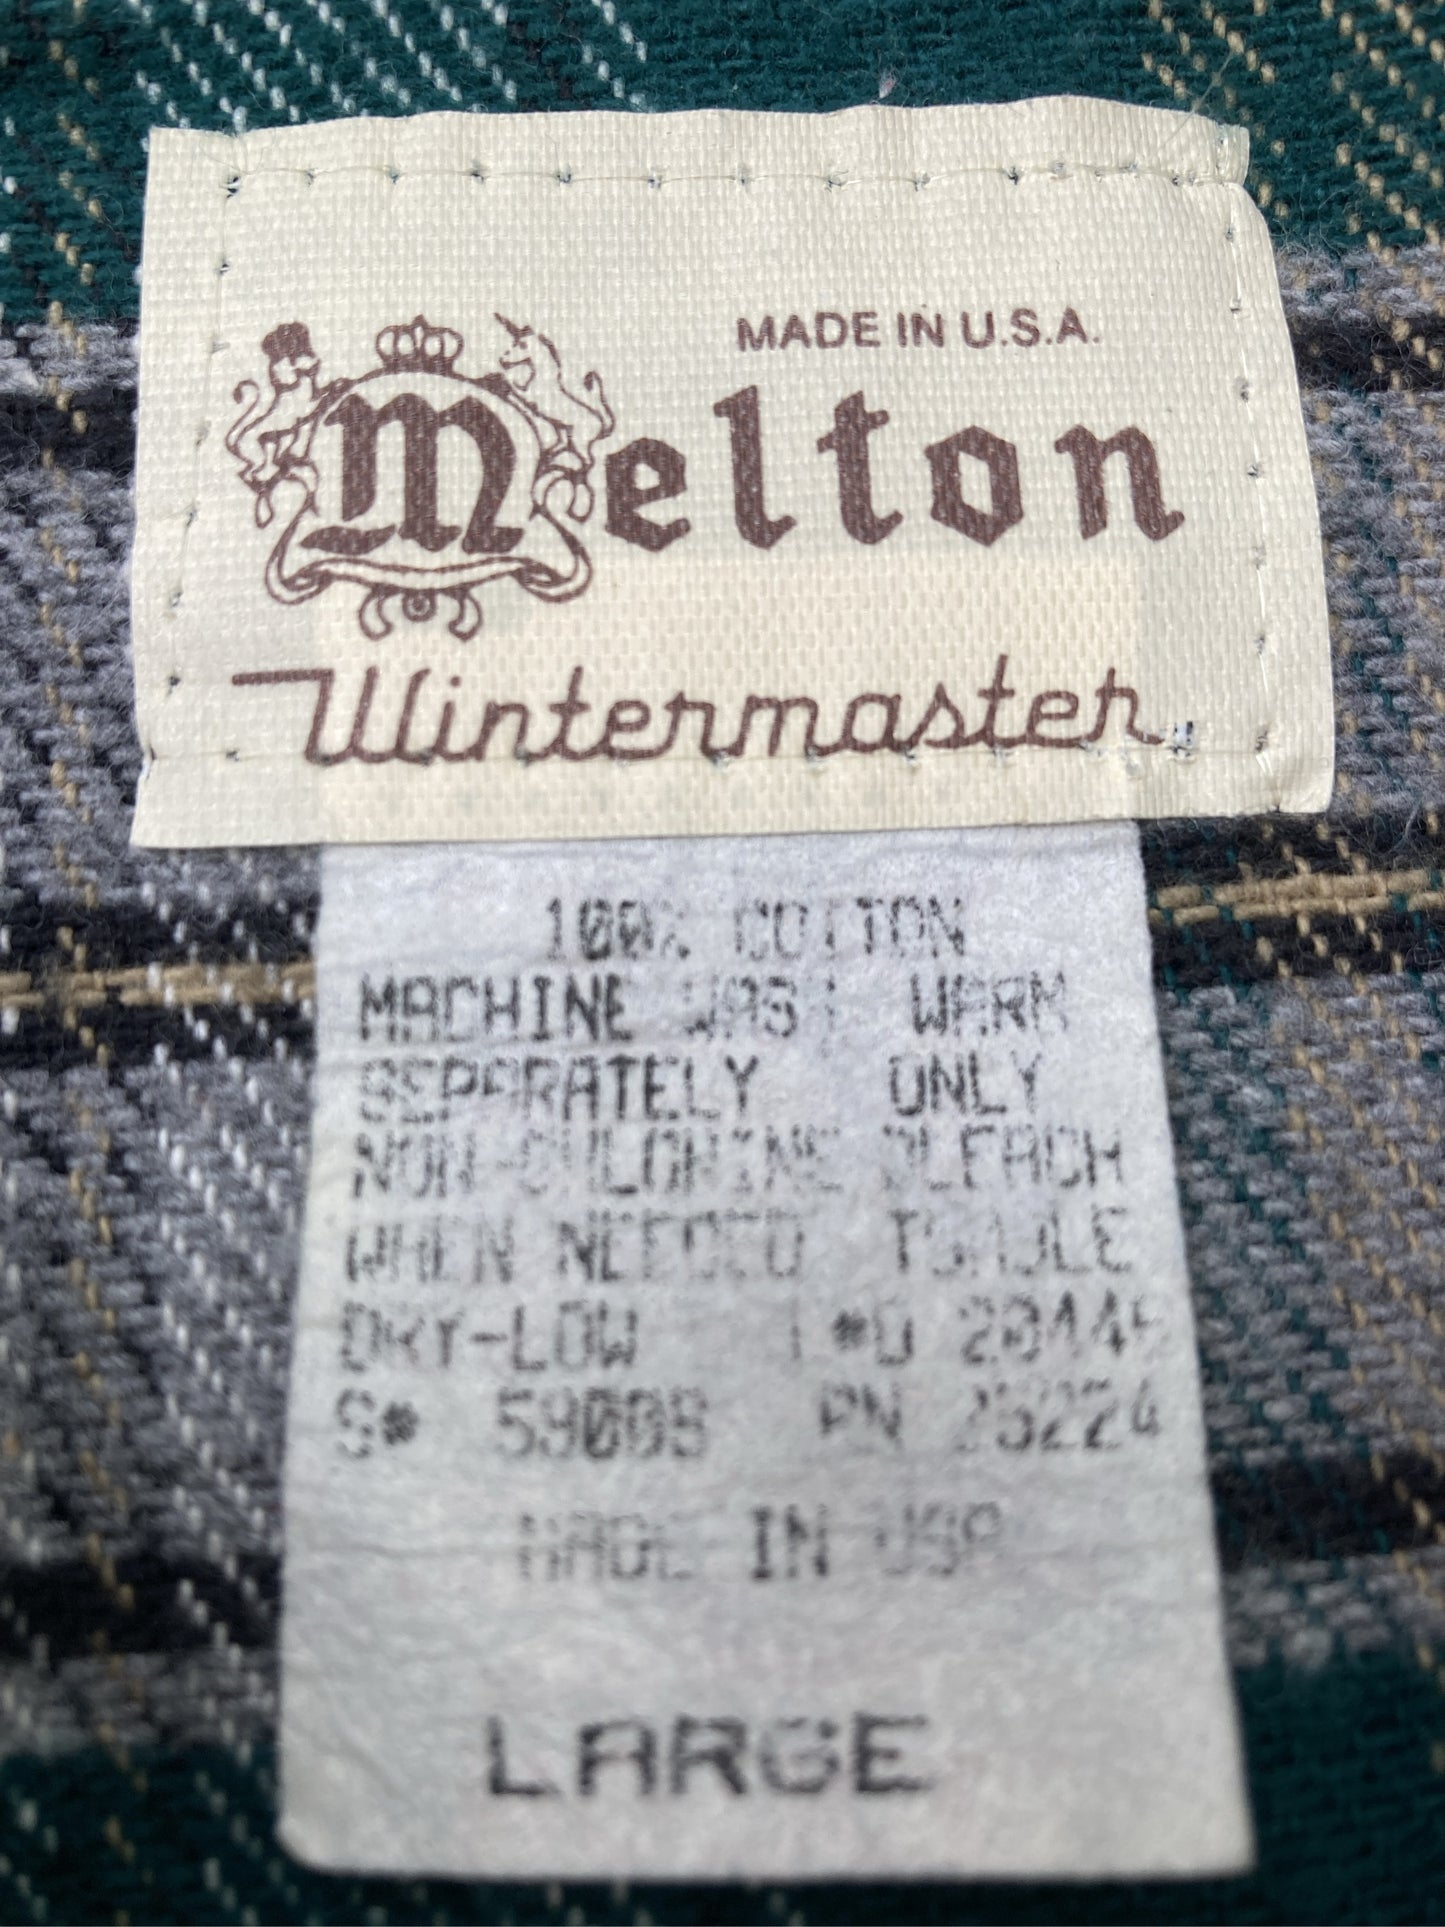 MADE IN U.S.A.
Melton
Wintermaster
100% COTTON
MACHINE WASH WARM
SEPARATELY ONLY
NON-CHLORINE BLEACH
WHEN NEEDED TUMBLE
DRY-LOW
S# 59005 RN
MADE IN USA
LARGE